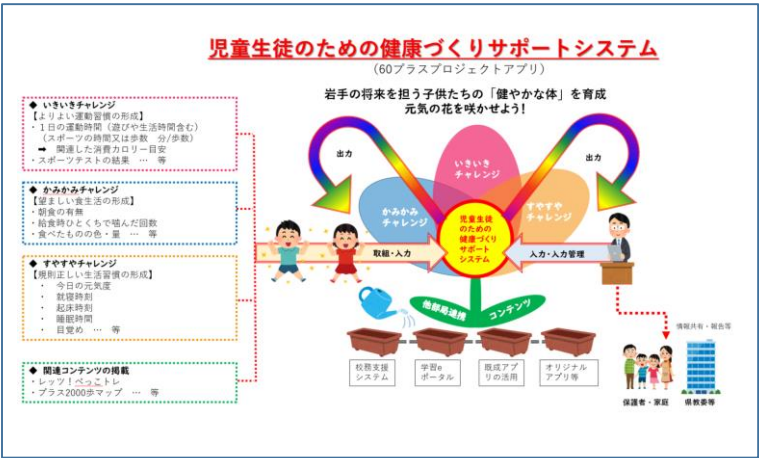 児童生徒のための健康づくりサポートシステム
（60プラスプロジェクトアプリ）
岩手の将来を担う子供たちの「健やかな体」を育成
元気の花を咲かせよう！
◆ いきいきチャレンジ
【よりよい運動習慣の形成】
・１日の運動時間（遊びや生活時間含む）
（スポーツの時間又は歩数 分/歩数）
➡ 関連した消費カロリー目安
・スポーツテストの結果 … 等
◆ かみかみチャレンジ
【望ましい食生活の形成】
・朝食の有無
・給食時ひとくちで噛んだ回数
・食べたものの色・量 … 等
◆ すやすやチャレンジ
【規則正しい生活習慣の形成】
・ 今日の元気度
・ 就寝時刻
・ 起床時刻
・ 睡眠時間
・ 目覚め … 等
◆ 関連コンテンツの掲載
・レッツ！べっこトレ
・プラス2000歩マップ … 等
出力
出力
いきいき
チャレンジ
かみかみ
チャレンジ
すやすや
チャレンジ
児童生徒
のための
健康づくり
サポート
システム
取組・入力
入力・入力管理
他部局連携
コンテンツ
校務支援
システム
学習e
ポータル
既成アプ
リの活用
オリジナル
アプリ等
情報共有・報告等
保護者・家庭
県教委等